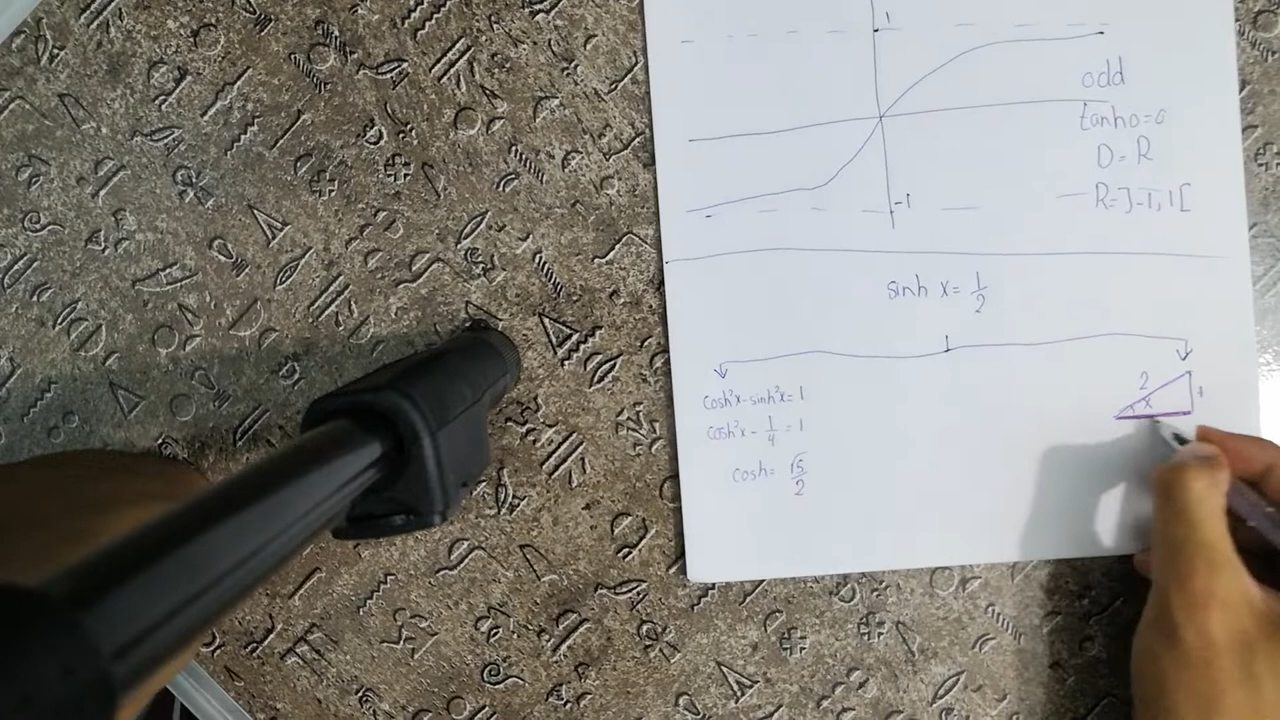 1
odd
tanh0=0
D=R
R=]-1,1[
-1
sinh x=1/2
cosh²x-sinh²x=1
cosh²x-1/4=1
cosh=√5/2
2
x
1